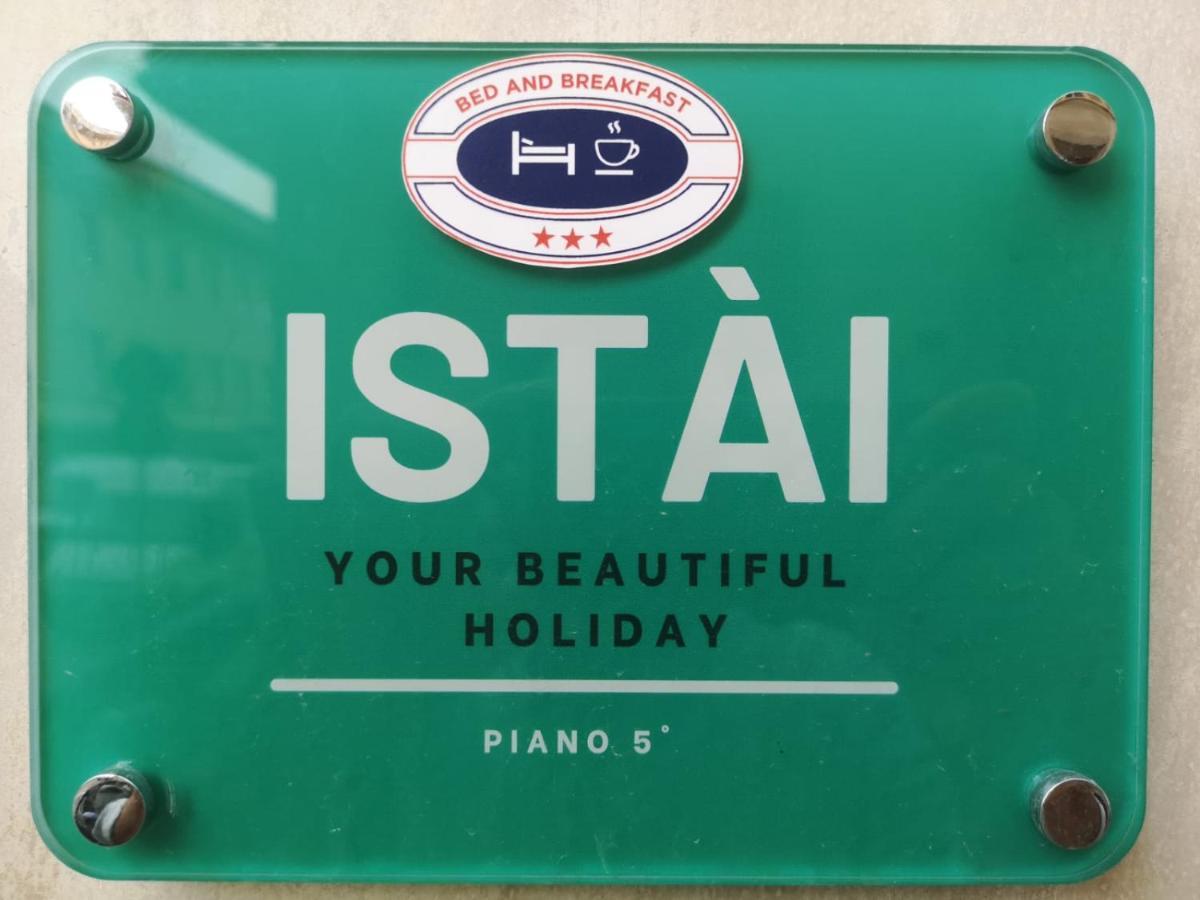 BED AND BREAKFAST
ISTÀI
YOUR BEAUTIFUL
HOLIDAY
PIANO 5°